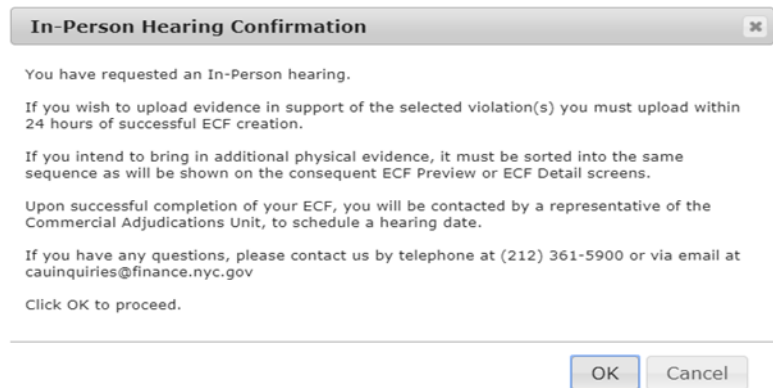 In-Person Hearing Confirmation
You have requested an In-Person hearing.
If you wish to upload evidence in support of the selected violation(s) you must upload within
24 hours of successful ECF creation.
If you intend to bring in additional physical evidence, it must be sorted into the same
sequence as will be shown on the consequent ECF Preview or ECF Detail screens.
Upon successful completion of your ECF, you will be contacted by a representative of the
Commercial Adjudications Unit, to schedule a hearing date.
If you have any questions, please contact us by telephone at (212) 361-5900 or via email at
cauinquiries@finance.nyc.gov
Click OK to proceed.
OK Cancel